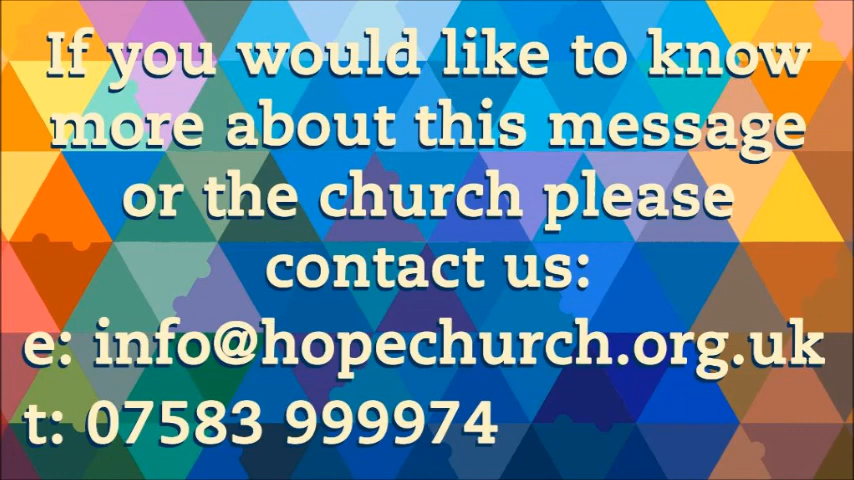 If you would like to know
more about this message
or the church please
contact us:
e: info@hopechurch.org.uk
t: 07583 999974